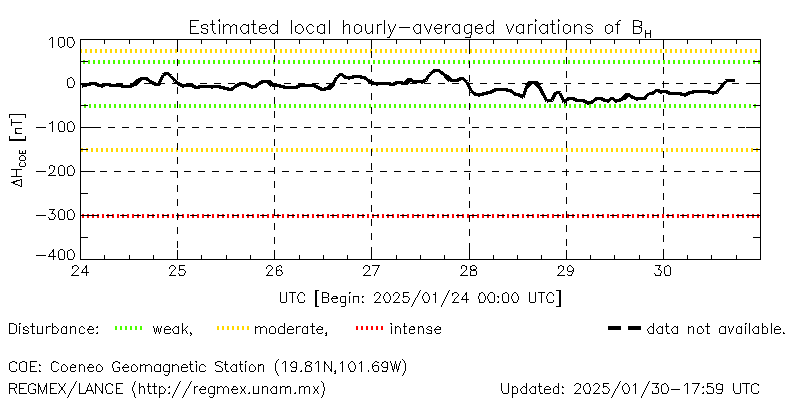 Estimated local hourly-averaged variations of B_H
ΔH_COE [nT]
100
0
-100
-200
-300
-400
24 25 26 27 28 29 30
UTC [Begin: 2025/01/24 00:00 UTC]
Disturbance: weak, moderate, intense data not available.
COE: Coeneo Geomagnetic Station (19.81N,101.69W)
REGMEX/LANCE (http://regmex.unam.mx) Updated: 2025/01/30-17:59 UTC